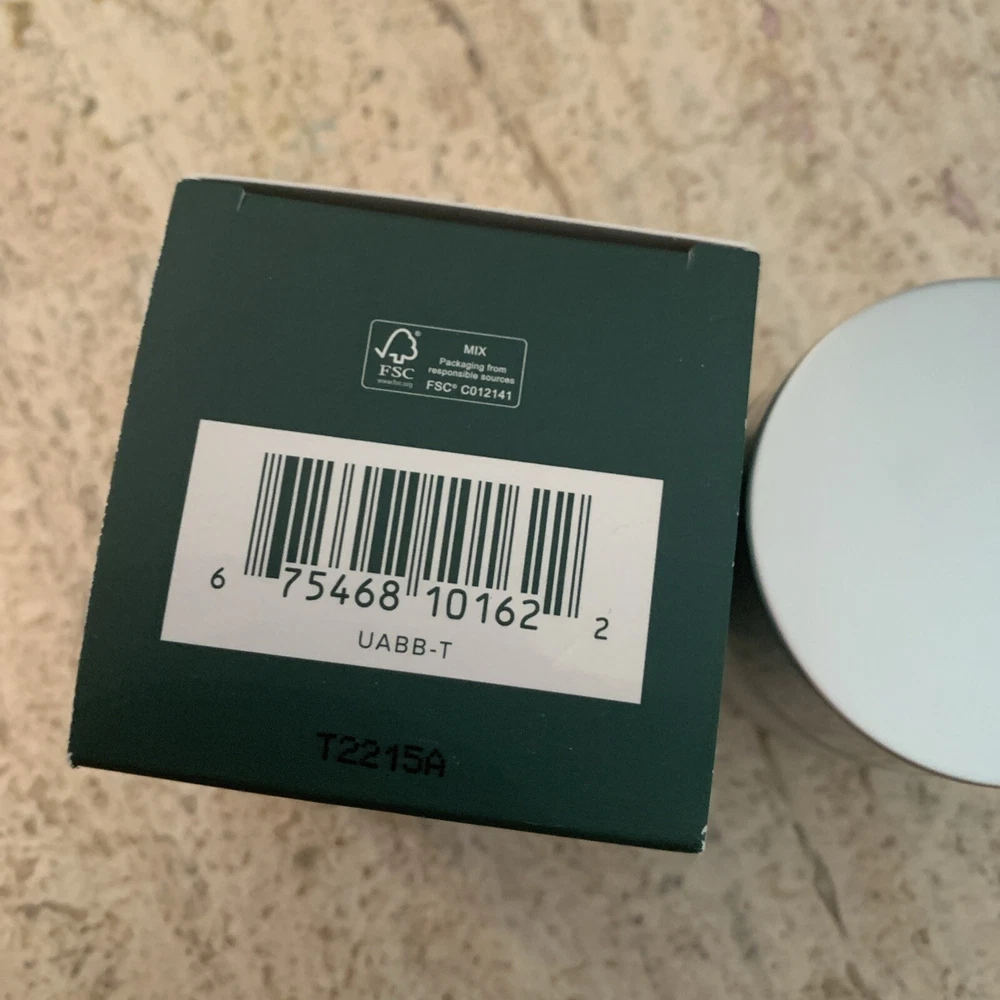 FSC®
www.fsc.org
MIX
Packaging from
responsible sources
FSC® C012141
6 75468 10162 2
UABB-T
T2215A